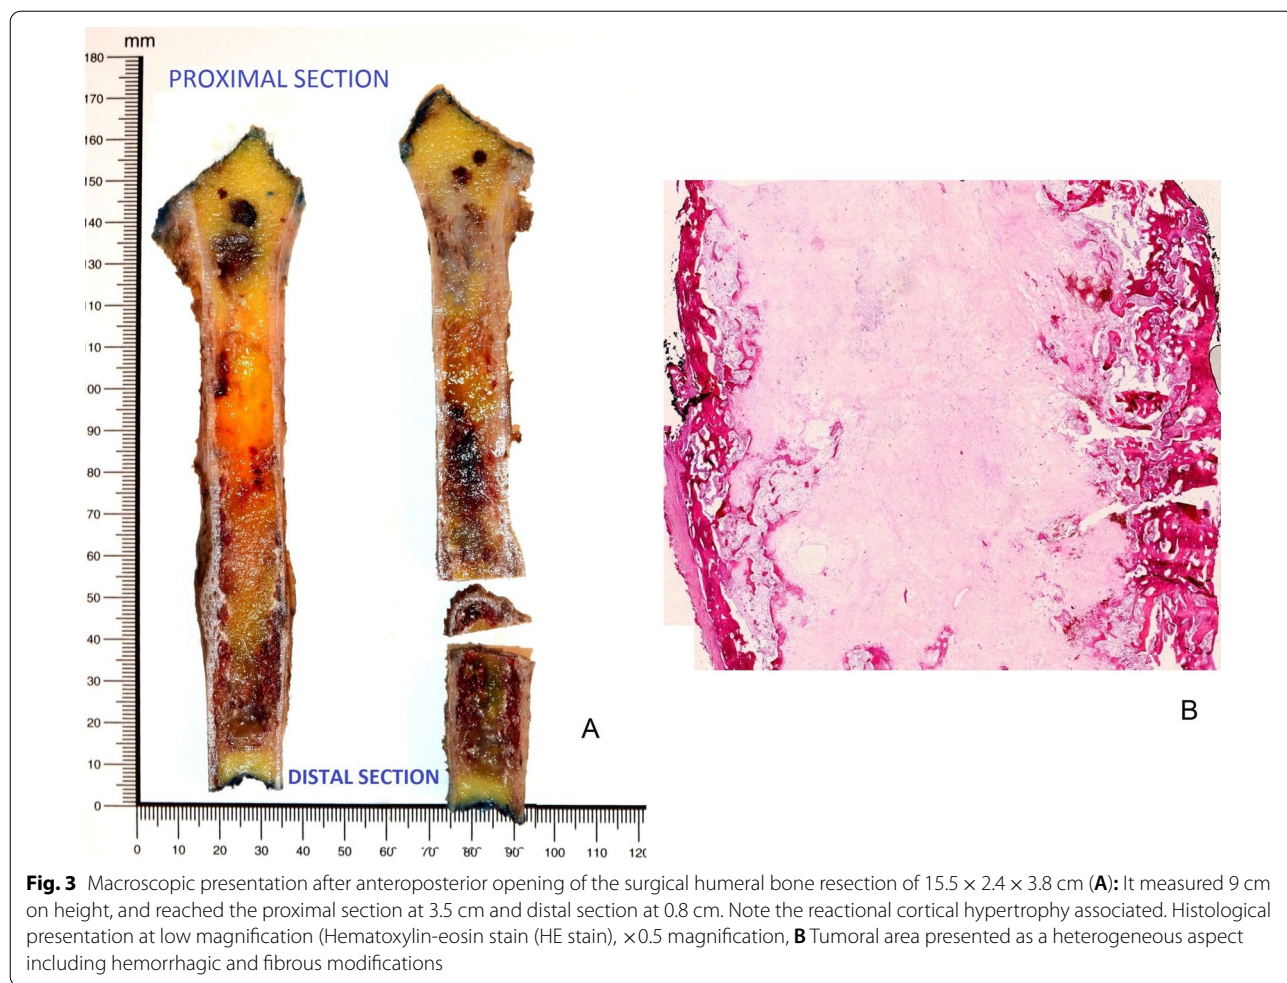 mm
180
PROXIMAL SECTION
170
160
150
140
130
110
10
00
90
80
70
60
50
40
30
20
10
0
A
B
DISTAL SECTION
0 10 20 30 40 50 60 70 80 90 100 110 120
Fig. 3 Macroscopic presentation after anteroposterior opening of the surgical humeral bone resection of 15.5 × 2.4 × 3.8 cm (A): It measured 9 cm
on height, and reached the proximal section at 3.5 cm and distal section at 0.8 cm. Note the reactional cortical hypertrophy associated. Histological
presentation at low magnification (Hematoxylin-eosin stain (HE stain), ×0.5 magnification, B Tumoral area presented as a heterogeneous aspect
including hemorrhagic and fibrous modifications